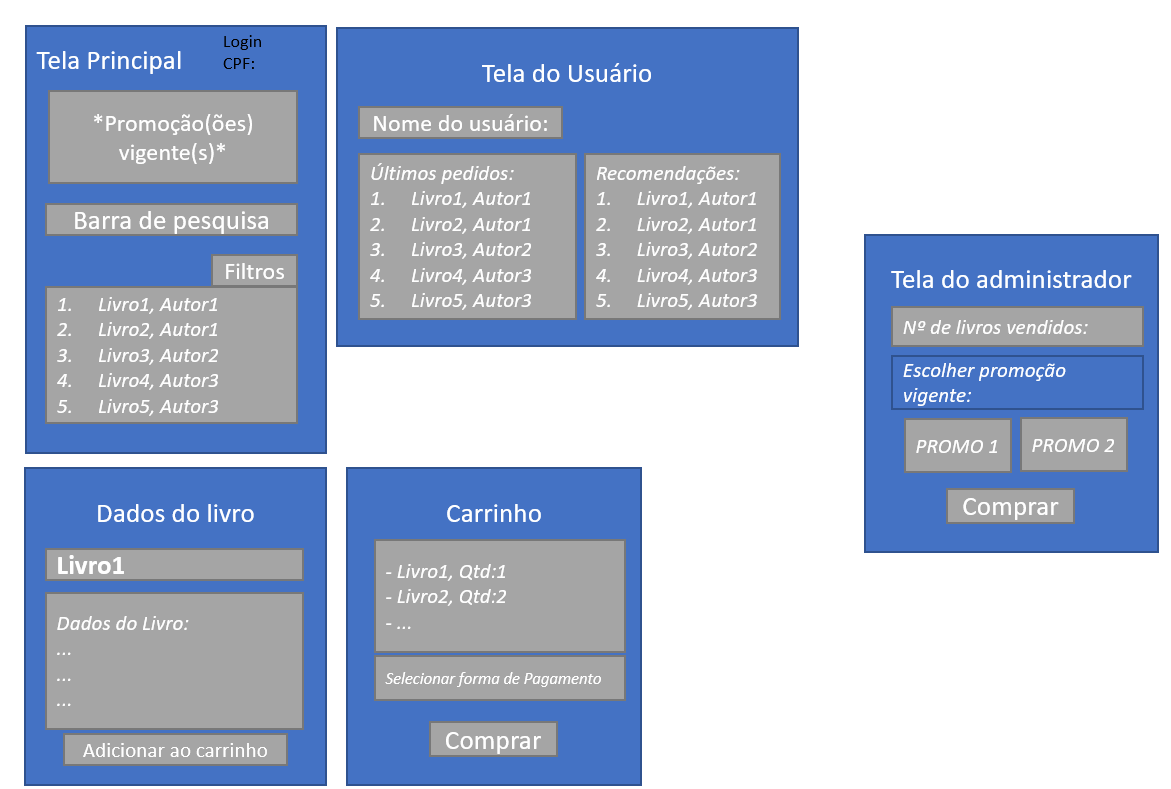 Tela Principal
Login
CPF:
*Promoção(ões)
vigente(s)*
Barra de pesquisa
Filtros
1. Livro1, Autor1
2. Livro2, Autor1
3. Livro3, Autor2
4. Livro4, Autor3
5. Livro5, Autor3
Tela do Usuário
Nome do usuário:
Últimos pedidos:
1. Livro1, Autor1
2. Livro2, Autor1
3. Livro3, Autor2
4. Livro4, Autor3
5. Livro5, Autor3
Recomendações:
1. Livro1, Autor1
2. Livro2, Autor1
3. Livro3, Autor2
4. Livro4, Autor3
5. Livro5, Autor3
Tela do administrador
Nº de livros vendidos:
Escolher promoção
vigente:
PROMO 1
PROMO 2
Comprar
Dados do livro
Livro1
Dados do Livro:
...
...
...
Adicionar ao carrinho
Carrinho
- Livro1, Qtd:1
- Livro2, Qtd:2
- ...
Selecionar forma de Pagamento
Comprar